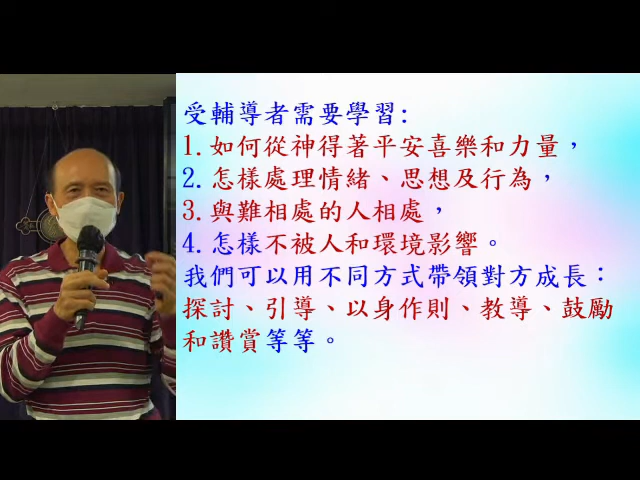 受輔導者需要學習:
1.如何從神得著平安喜樂和力量，
2.怎樣處理情緒、思想及行為，
3.與難相處的人相處，
4.怎樣不被人和環境影響。
我們可以用不同方式帶領對方成長：
探討、引導、以身作則、教導、鼓勵
和讚賞等等。